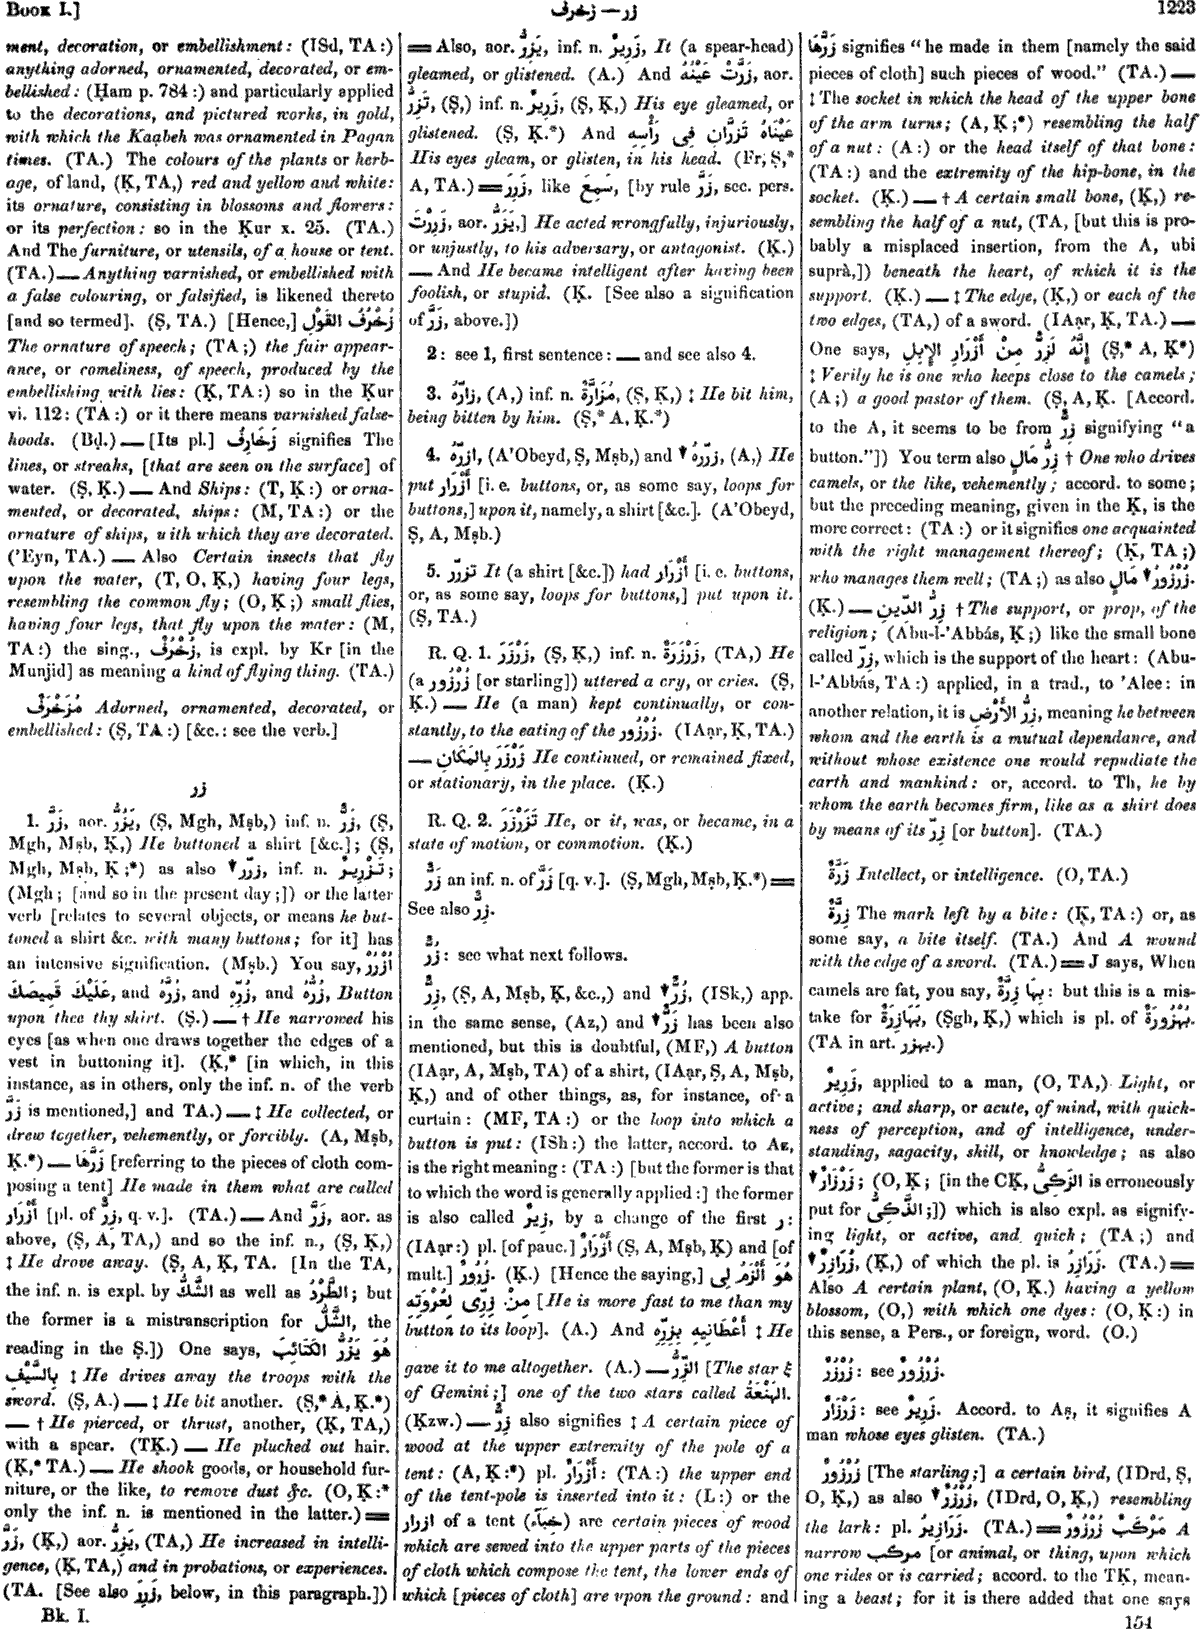 Book I.]
زر — زخرف
1223
ment, decoration, or embellishment: (ISd, TA:)
anything adorned, ornamented, decorated, or em-
bellished: (Ḥam p. 784:) and particularly applied
to the decorations, and pictured works, in gold,
with which the Kaạbeh was ornamented in Pagan
times. (TA.) The colours of the plants or herb-
age, of land, (Ḳ, TA,) red and yellow and white:
its ornature, consisting in blossoms and flowers:
or its perfection: so in the Ḳur x. 25. (TA.)
And The furniture, or utensils, of a house or tent.
(TA.) — Anything varnished, or embellished with
a false colouring, or falsified, is likened thereto
[and so termed]. (Ṣ, TA.) [Hence,] زُخْرُفُ القَوْلِ
The ornature of speech; (TA;) the fair appear-
ance, or comeliness, of speech, produced by the
embellishing with lies: (Ḳ, TA:) so in the Ḳur
vi. 112: (TA:) or it there means varnished false-
hoods. (Bḍ.) — [Its pl.] زَخَارِفُ signifies The
lines, or streaks, [that are seen on the surface] of
water. (Ṣ, Ḳ.) — And Ships: (T, Ḳ:) or orna-
mented, or decorated, ships: (M, TA:) or the
ornature of ships, with which they are decorated.
('Eyn, TA.) — Also Certain insects that fly
upon the water, (T, O, Ḳ,) having four legs,
resembling the common fly; (O, Ḳ;) small flies,
having four legs, that fly upon the water: (M,
TA:) the sing., زُخْرُفٌ, is expl. by Kr [in the
Munjid] as meaning a kind of flying thing. (TA.)
مُزَخْرَفٌ Adorned, ornamented, decorated, or
embellished: (Ṣ, TA:) [&c.: see the verb.]
زر
1. زَرَّ, aor. يَزُرُّ, (Ṣ, Mgh, Mṣb,) inf. n. زَرٌّ, (Ṣ,
Mgh, Mṣb, Ḳ,) He buttoned a shirt [&c.]; (Ṣ,
Mgh, Mṣb, Ḳ;*) as also ▼زرّر, inf. n. تَزْرِيرٌ;
(Mgh; [and so in the present day;]) or the latter
verb [relates to several objects, or means he but-
toned a shirt &c. with many buttons; for it] has
an intensive signification. (Mṣb.) You say, اُزْرُرْ
عَلَيْكَ قَمِيصَكَ, and زُرَّهُ, and زُرِّهِ, and زُرُّهُ, Button
upon thee thy shirt. (Ṣ.) — † He narrowed his
eyes [as when one draws together the edges of a
vest in buttoning it]. (Ḳ,* [in which, in this
instance, as in others, only the inf. n. of the verb
زَرَّ is mentioned,] and TA.) — ‡ He collected, or
drew together, vehemently, or forcibly. (A, Mṣb,
Ḳ.*) — زَرَّهَا [referring to the pieces of cloth com-
posing a tent] He made in them what are called
أَزْرَار [pl. of زِرٌّ, q. v.]. (TA.) — And زَرَّ, aor. as
above, (Ṣ, A, TA,) and so the inf. n., (Ṣ, Ḳ,)
‡ He drove away. (Ṣ, A, Ḳ, TA. [In the TA,
the inf. n. is expl. by الشَّكُّ as well as الطَّرْدُ; but
the former is a mistranscription for الشَّلُّ, the
reading in the Ṣ.]) One says, هُوَ يَزُرُّ الكَتَائِبَ
بِالسَّيْفِ ‡ He drives away the troops with the
sword. (Ṣ, A.) — ‡ He bit another. (Ṣ,* A, Ḳ.*)
— † He pierced, or thrust, another, (Ḳ, TA,)
with a spear. (TḲ.) — He plucked out hair.
(Ḳ,* TA.) — He shook goods, or household fur-
niture, or the like, to remove dust &c. (O, Ḳ:*
only the inf. n. is mentioned in the latter.) ═
زَرَّ, (Ḳ,) aor. يَزُرُّ, (TA,) He increased in intelli-
gence, (Ḳ, TA,) and in probations, or experiences.
(TA. [See also زَرِرَ, below, in this paragraph.])
Bk. I.
═ Also, aor. يَزِرُّ, inf. n. زَرِيرٌ, It (a spear-head)
gleamed, or glistened. (A.) And زَرَّتْ عَيْنُهُ, aor.
تَزِرُّ, (Ṣ,) inf. n. زَرِيرٌ, (Ṣ, Ḳ,) His eye gleamed, or
glistened. (Ṣ, Ḳ.*) And عَيْنَاهُ تَزِرَّانِ فِى رَأْسِهِ
His eyes gleam, or glisten, in his head. (Fr, Ṣ,*
A, TA.) ═ زَرِرَ, like سَمِعَ, [by rule زَرَّ, sec. pers.
زَرِرْتَ, aor. يَزَرُّ,] He acted wrongfully, injuriously,
or unjustly, to his adversary, or antagonist. (Ḳ.)
— And He became intelligent after having been
foolish, or stupid. (Ḳ. [See also a signification
of زَرَّ, above.])
2: see 1, first sentence: — and see also 4.
3. زارّهُ, (A,) inf. n. مُزَارَّةٌ, (Ṣ, Ḳ,) ‡ He bit him,
being bitten by him. (Ṣ,* A, Ḳ.*)
4. ازرّهُ, (A'Obeyd, Ṣ, Mṣb,) and ▼ زرّرهُ, (A,) He
put أَزْرَار [i. e. buttons, or, as some say, loops for
buttons,] upon it, namely, a shirt [&c.]. (A'Obeyd,
Ṣ, A, Mṣb.)
5. تزرّر It (a shirt [&c.]) had أَزْرَار [i. e. buttons,
or, as some say, loops for buttons,] put upon it.
(Ṣ, TA.)
R. Q. 1. زَرْزَرَ, (Ṣ, Ḳ,) inf. n. زَرْزَرَةٌ, (TA,) He
(a زُرْزُور [or starling]) uttered a cry, or cries. (Ṣ,
Ḳ.) — He (a man) kept continually, or con-
stantly, to the eating of the زُرْزُور. (IAạr, Ḳ, TA.)
— زَرْزَرَ بِالمَكَانِ He continued, or remained fixed,
or stationary, in the place. (Ḳ.)
R. Q. 2. تَزَرْزَرَ He, or it, was, or became, in a
state of motion, or commotion. (Ḳ.)
زَرٌّ an inf. n. of زَرَّ [q. v.]. (Ṣ, Mgh, Mṣb, Ḳ.*) ═
See also زِرٌّ.
زُرٌّ: see what next follows.
زِرٌّ, (Ṣ, A, Mṣb, Ḳ, &c.,) and ▼زُرٌّ, (ISk,) app.
in the same sense, (Az,) and ▼زَرٌّ has been also
mentioned, but this is doubtful, (MF,) A button
(IAạr, A, Mṣb, TA) of a shirt, (IAạr, Ṣ, A, Mṣb,
Ḳ,) and of other things, as, for instance, of a
curtain: (MF, TA:) or the loop into which a
button is put: (ISh:) the latter, accord. to Az,
is the right meaning: (TA:) [but the former is that
to which the word is generally applied:] the former
is also called زِيرٌ, by a change of the first ر:
(IAạr:) pl. [of pauc.] أَزْرَارٌ (Ṣ, A, Mṣb, Ḳ) and [of
mult.] زُرُورٌ. (Ḳ.) [Hence the saying,] هُوَ أَلْزَمُ لِى
مِنْ زِرِّى لِعُرْوَتِهِ [He is more fast to me than my
button to its loop]. (A.) And أَعْطَانِيهِ بِزِرِّهِ ‡ He
gave it to me altogether. (A.) — الزِّرُّ [The star ξ
of Gemini;] one of the two stars called الهَنْعَةُ.
(Ḳzw.) — زِرٌّ also signifies ‡ A certain piece of
wood at the upper extremity of the pole of a
tent: (A, Ḳ:*) pl. أَزْرَارٌ: (TA:) the upper end
of the tent-pole is inserted into it: (L:) or the
ازرار of a tent (خِبَآء) are certain pieces of wood
which are sewed into the upper parts of the pieces
of cloth which compose the tent, the lower ends of
which [pieces of cloth] are upon the ground: and
زَرَّهَا signifies "he made in them [namely the said
pieces of cloth] such pieces of wood." (TA.) —
‡ The socket in which the head of the upper bone
of the arm turns; (A, Ḳ;*) resembling the half
of a nut: (A:) or the head itself of that bone:
(TA:) and the extremity of the hip-bone, in the
socket. (Ḳ.) — † A certain small bone, (Ḳ,) re-
sembling the half of a nut, (TA, [but this is pro-
bably a misplaced insertion, from the A, ubi
suprà,]) beneath the heart, of which it is the
support. (Ḳ.) — ‡ The edge, (Ḳ,) or each of the
two edges, (TA,) of a sword. (IAạr, Ḳ, TA.) —
One says, إِنَّهُ لَزِرٌّ مِنْ أَزْرَارِ الإِبِلِ (Ṣ,* A, Ḳ*)
‡ Verily he is one who keeps close to the camels;
(A;) a good pastor of them. (Ṣ, A, Ḳ. [Accord.
to the A, it seems to be from زِرٌّ signifying "a
button."]) You term also زِرُّ مَالٍ † One who drives
camels, or the like, vehemently; accord. to some;
but the preceding meaning, given in the Ḳ, is the
more correct: (TA:) or it signifies one acquainted
with the right management thereof; (Ḳ, TA;)
who manages them well; (TA;) as also ▼زُرْزُورُ مَالٍ.
(Ḳ.) — زِرُّ الدِّينِ † The support, or prop, of the
religion; (Abu-l-'Abbás, Ḳ;) like the small bone
called زِرّ, which is the support of the heart: (Abu-
l-'Abbás, TA:) applied, in a trad., to 'Alee: in
another relation, it is زِرُّ الأَرْضِ, meaning he between
whom and the earth is a mutual dependance, and
without whose existence one would repudiate the
earth and mankind: or, accord. to Th, he by
whom the earth becomes firm, like as a shirt does
by means of its زِرّ [or button]. (TA.)
زَرَّةٌ Intellect, or intelligence. (O, TA.)
زِرَّةٌ The mark left by a bite: (Ḳ, TA:) or, as
some say, a bite itself. (TA.) And A wound
with the edge of a sword. (TA.) ═ J says, When
camels are fat, you say, بِهَا زِرَّةٌ: but this is a mis-
take for بَهَازِرَةٌ, (Ṣgh, Ḳ,) which is pl. of بُهْزُورَةٌ.
(TA in art. بهزر.)
زَرِيرٌ, applied to a man, (O, TA,) Light, or
active; and sharp, or acute, of mind, with quick-
ness of perception, and of intelligence, under-
standing, sagacity, skill, or knowledge; as also
▼زَرْزَارٌ; (O, Ḳ; [in the CḲ, الزَّكِىُّ is erroneously
put for الذَّكِىُّ;]) which is also expl. as signify-
ing light, or active, and quick; (TA;) and
▼زُرَازِرٌ, (Ḳ,) of which the pl. is زَرَازِرُ. (TA.) ═
Also A certain plant, (O, Ḳ.) having a yellow
blossom, (O,) with which one dyes: (O, Ḳ:) in
this sense, a Pers., or foreign, word. (O.)
زُرْزُرٌ: see زُرْزُورٌ.
زَرْزَارٌ: see زَرِيرٌ. Accord. to Aṣ, it signifies A
man whose eyes glisten. (TA.)
زُرْزُورٌ [The starling;] a certain bird, (IDrd, Ṣ,
O, Ḳ,) as also ▼زُرْزُرٌ, (IDrd, O, Ḳ,) resembling
the lark: pl. زَرَازِيرُ. (TA.) ═ مَرْكَبٌ زُرْزُورٌ A
narrow مركب [or animal, or thing, upon which
one rides or is carried; accord. to the TḲ, mean-
ing a beast; for it is there added that one says
154